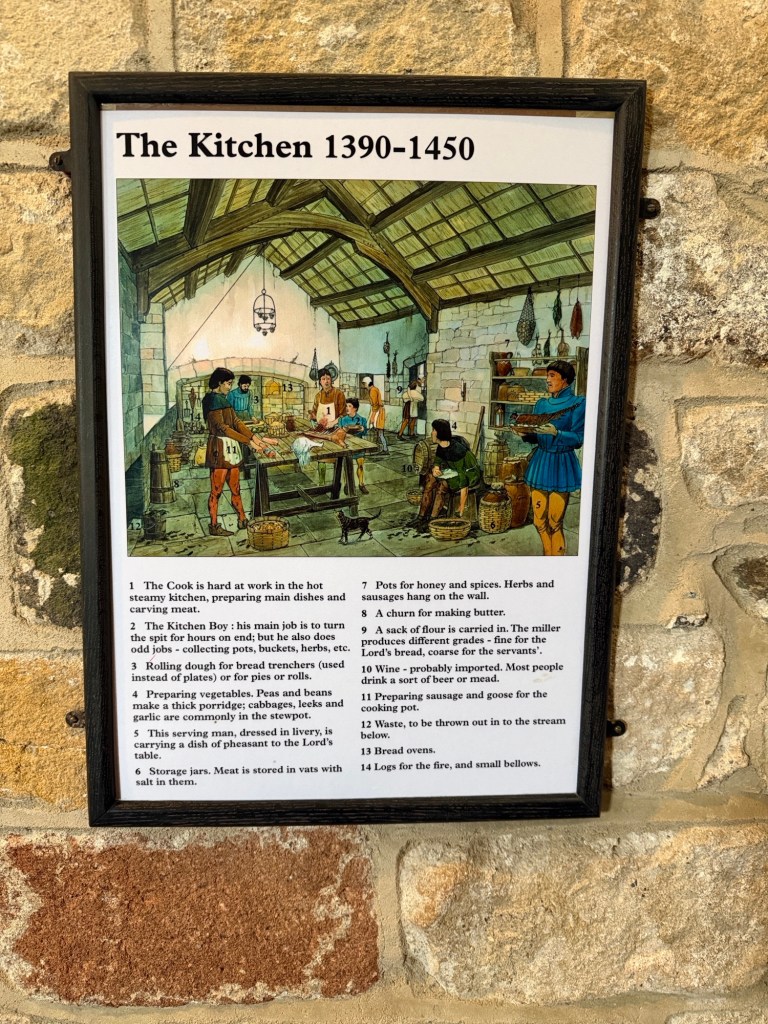 The Kitchen 1390-1450
1 The Cook is hard at work in the hot
steamy kitchen, preparing main dishes and
carving meat.
2 The Kitchen Boy : his main job is to turn
the spit for hours on end; but he also does
odd jobs - collecting pots, buckets, herbs, etc.
3 Rolling dough for bread trenchers (used
instead of plates) or for pies or rolls.
4 Preparing vegetables. Peas and beans
make a thick porridge; cabbages, leeks and
garlic are commonly in the stewpot.
5 This serving man, dressed in livery, is
carrying a dish of pheasant to the Lord's
table.
6 Storage jars. Meat is stored in vats with
salt in them.
7 Pots for honey and spices. Herbs and
sausages hang on the wall.
8 A churn for making butter.
9 A sack of flour is carried in. The miller
produces different grades - fine for the
Lord's bread, coarse for the servants'.
10 Wine - probably imported. Most people
drink a sort of beer or mead.
11 Preparing sausage and goose for the
cooking pot.
12 Waste, to be thrown out in to the stream
below.
13 Bread ovens.
14 Logs for the fire, and small bellows.